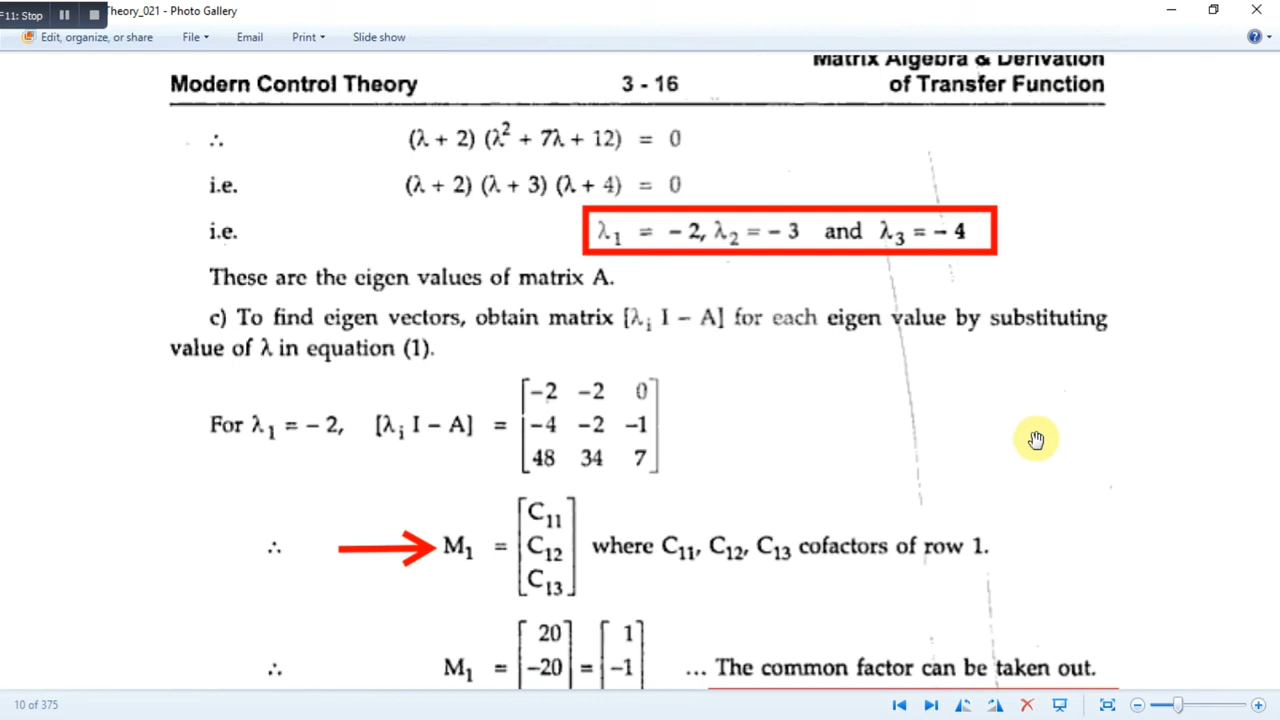 F11: Stop
Theory_021 - Photo Gallery
Edit, organize, or share File Email Print Slide show
Matrix Algebra & Derivation
Modern Control Theory 3 - 16 of Transfer Function
∴ (λ + 2) (λ² + 7λ + 12) = 0
i.e. (λ + 2) (λ + 3) (λ + 4) = 0
i.e. λ₁ = – 2, λ₂ = – 3 and λ₃ = – 4
These are the eigen values of matrix A.
c) To find eigen vectors, obtain matrix [λᵢ I – A] for each eigen value by substituting
value of λ in equation (1).
–2 –2 0
For λ₁ = – 2, [λᵢ I – A] = –4 –2 –1
48 34 7
C₁₁
∴ M₁ = C₁₂ where C₁₁, C₁₂, C₁₃ cofactors of row 1.
C₁₃
20 1
∴ M₁ = –20 = –1 ... The common factor can be taken out.
10 of 375